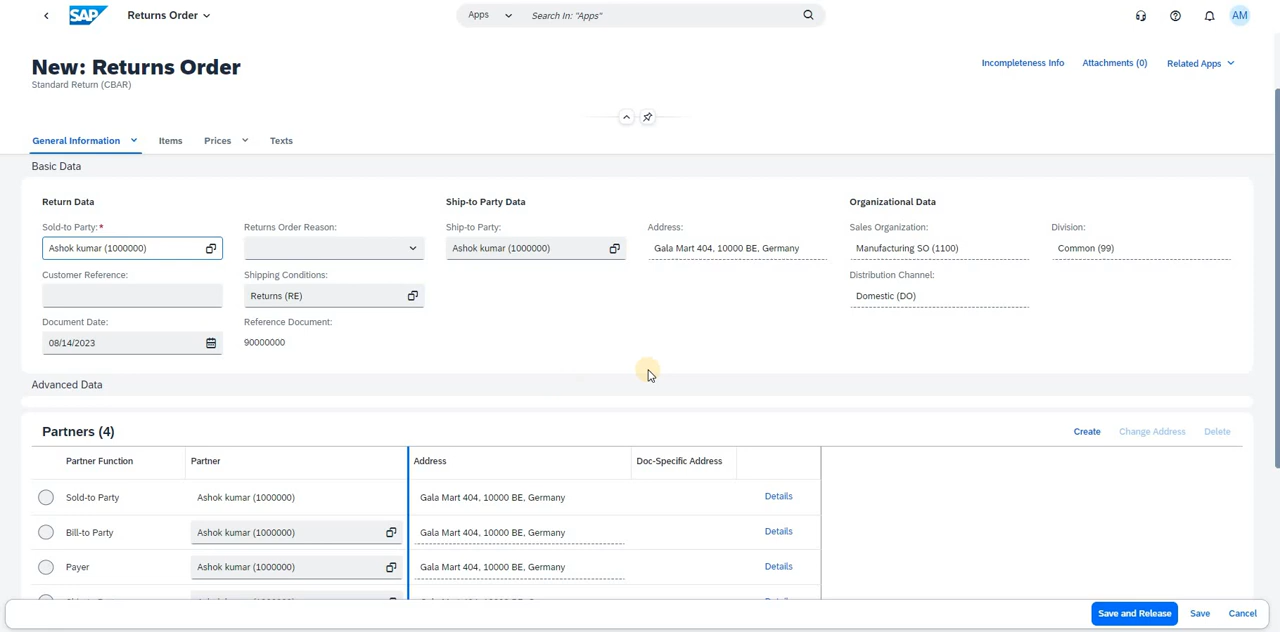 SAP Returns Order Apps Search In: "Apps" AM
New: Returns Order
Standard Return (CBAR)
Incompleteness Info Attachments (0) Related Apps
General Information Items Prices Texts
Basic Data
Return Data Ship-to Party Data Organizational Data
Sold-to Party:* Returns Order Reason: Ship-to Party: Address: Sales Organization: Division:
Ashok kumar (1000000) Ashok kumar (1000000) Gala Mart 404, 10000 BE, Germany Manufacturing SO (1100) Common (99)
Customer Reference: Shipping Conditions: Distribution Channel:
Returns (RE) Domestic (DO)
Document Date: Reference Document:
08/14/2023 90000000
Advanced Data
Partners (4) Create Change Address Delete
Partner Function Partner Address Doc-Specific Address
Sold-to Party Ashok kumar (1000000) Gala Mart 404, 10000 BE, Germany Details
Bill-to Party Ashok kumar (1000000) Gala Mart 404, 10000 BE, Germany Details
Payer Ashok kumar (1000000) Gala Mart 404, 10000 BE, Germany Details
Save and Release Save Cancel